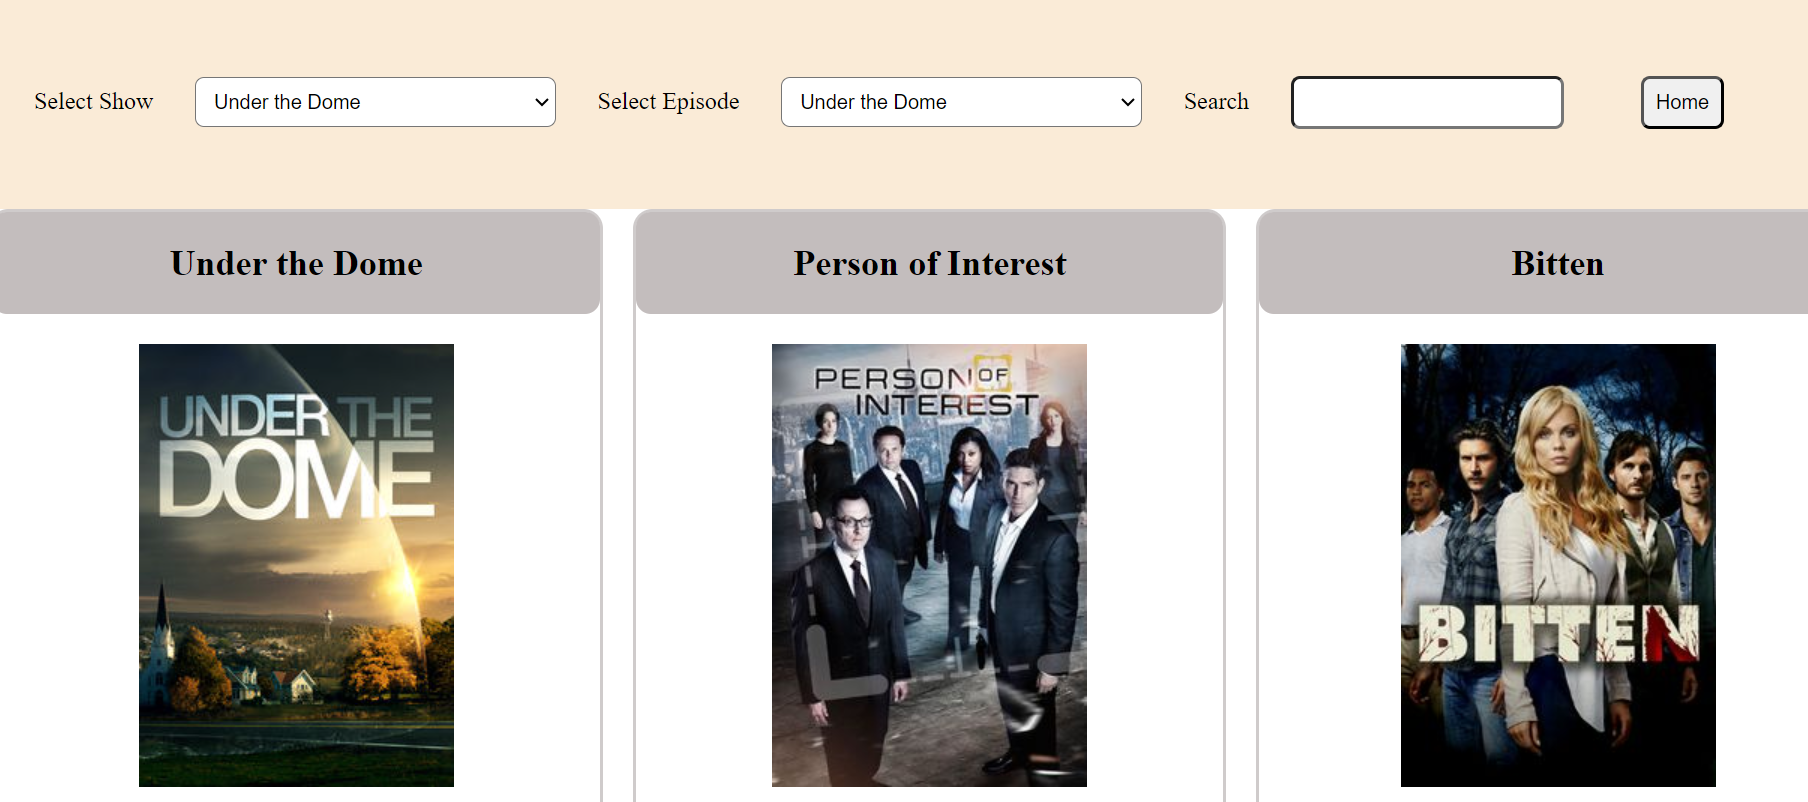 Select Show Under the Dome Select Episode Under the Dome Search Home
Under the Dome Person of Interest Bitten
UNDER THE
DOME
PERSON OF
INTEREST
BITTEN